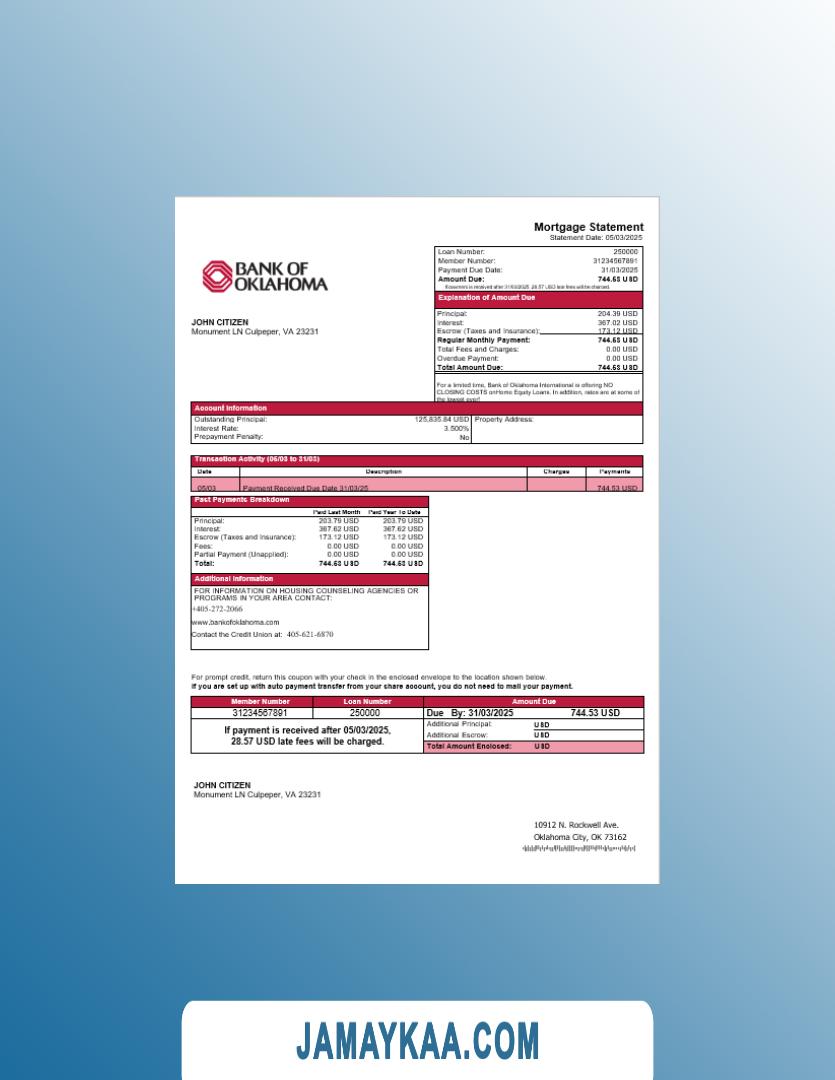 Mortgage Statement
Statement Date: 05/03/2025
BANK OF
OKLAHOMA
Loan Number: 250000
Member Number: 31234567891
Payment Due Date: 31/03/2025
Amount Due: 744.53 USD
is received after 31/03/2025, 28.57 USD late fees will be charged.
Explanation of Amount Due
Principal: 204.39 USD
Interest: 367.02 USD
Escrow (Taxes and Insurance): 173.12 USD
Regular Monthly Payment: 744.53 USD
Total Fees and Charges: 0.00 USD
Overdue Payment: 0.00 USD
Total Amount Due: 744.53 USD
JOHN CITIZEN
Monument LN Culpeper, VA 23231
For a limited time, Bank of Oklahoma International is offering NO
CLOSING COSTS onHome Equity Loans. In addition, rates are at some of
the lowest ever!
Account Information
Outstanding Principal: 125,835.84 USD Property Address:
Interest Rate: 3.500%
Prepayment Penalty: No
Transaction Activity (05/03 to 31/03)
Date Description Charges Payments
05/03 Payment Received Due Date 31/03/25 744.53 USD
Past Payments Breakdown
Paid Last Month Paid Year To Date
Principal: 203.79 USD 203.79 USD
Interest: 367.62 USD 367.62 USD
Escrow (Taxes and Insurance): 173.12 USD 173.12 USD
Fees: 0.00 USD 0.00 USD
Partial Payment (Unapplied): 0.00 USD 0.00 USD
Total: 744.53 USD 744.53 USD
Additional Information
FOR INFORMATION ON HOUSING COUNSELING AGENCIES OR
PROGRAMS IN YOUR AREA CONTACT:
+405-272-2066
www.bankofoklahoma.com
Contact the Credit Union at: 405-621-6870
For prompt credit, return this coupon with your check in the enclosed envelope to the location shown below.
If you are set up with auto payment transfer from your share account, you do not need to mail your payment.
Member Number Loan Number Amount Due
31234567891 250000 Due By: 31/03/2025 744.53 USD
If payment is received after 05/03/2025,
28.57 USD late fees will be charged.
Additional Principal: USD
Additional Escrow: USD
Total Amount Enclosed: USD
JOHN CITIZEN
Monument LN Culpeper, VA 23231
10912 N. Rockwell Ave.
Oklahoma City, OK 73162
JAMAYKAA.COM